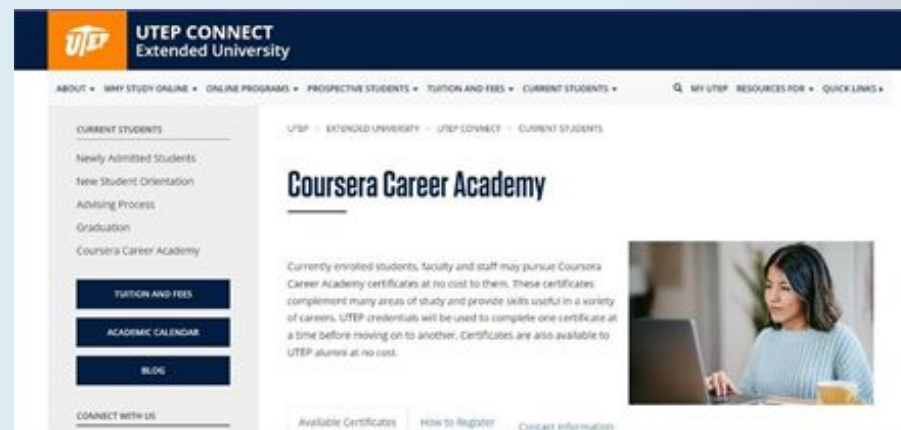 UTEP
UTEP CONNECT
Extended University
ABOUT WHY STUDY ONLINE ONLINE PROGRAMS PROSPECTIVE STUDENTS TUITION AND FEES CURRENT STUDENTS MY UTEP RESOURCES FOR QUICK LINKS
CURRENT STUDENTS
Newly Admitted Students
New Student Orientation
Advising Process
Graduation
Coursera Career Academy
TUITION AND FEES
ACADEMIC CALENDAR
BLOG
CONNECT WITH US
UTEP > EXTENDED UNIVERSITY > UTEP CONNECT > CURRENT STUDENTS
Coursera Career Academy
Currently enrolled students, faculty and staff may pursue Coursera
Career Academy certificates at no cost to them. These certificates
complement many areas of study and provide skills useful in a variety
of careers. UTEP credentials will be used to complete one certificate at
a time before moving on to another. Certificates are also available to
UTEP alumni at no cost.
Available Certificates How to Register Contact Information